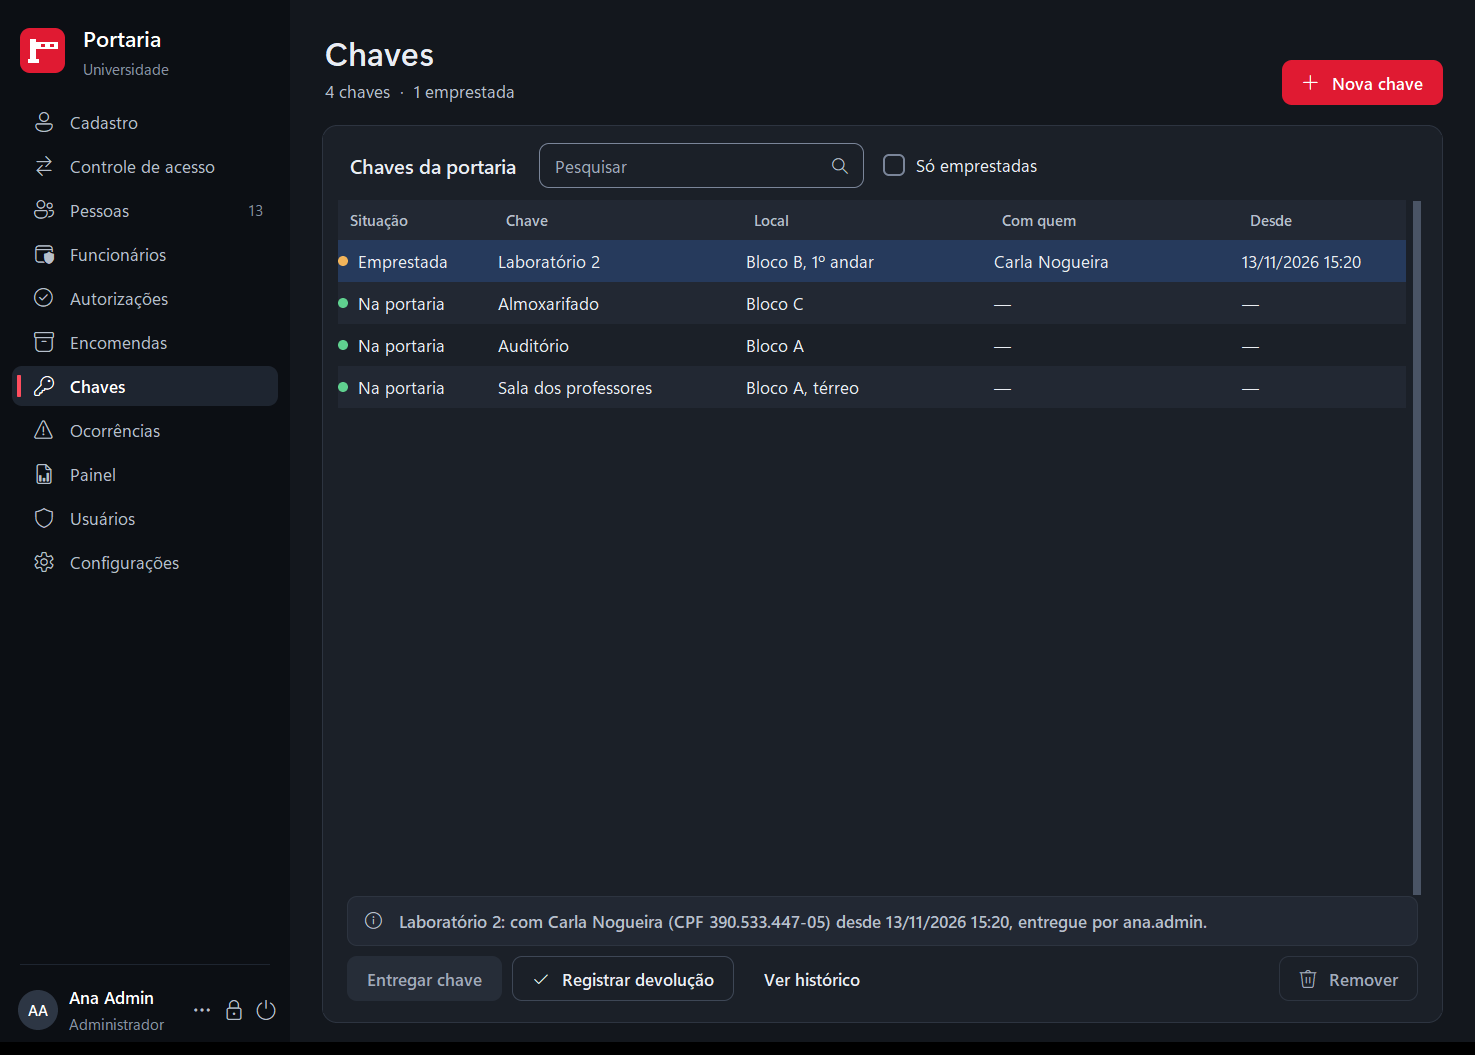 Portaria
Universidade
Cadastro
Controle de acesso
Pessoas 13
Funcionários
Autorizações
Encomendas
Chaves
Ocorrências
Painel
Usuários
Configurações
AA
Ana Admin
Administrador
Chaves
4 chaves · 1 emprestada
Nova chave
Chaves da portaria
Pesquisar
Só emprestadas
Situação Chave Local Com quem Desde
Emprestada Laboratório 2 Bloco B, 1º andar Carla Nogueira 13/11/2026 15:20
Na portaria Almoxarifado Bloco C — —
Na portaria Auditório Bloco A — —
Na portaria Sala dos professores Bloco A, térreo — —
Laboratório 2: com Carla Nogueira (CPF 390.533.447-05) desde 13/11/2026 15:20, entregue por ana.admin.
Entregar chave
Registrar devolução
Ver histórico
Remover